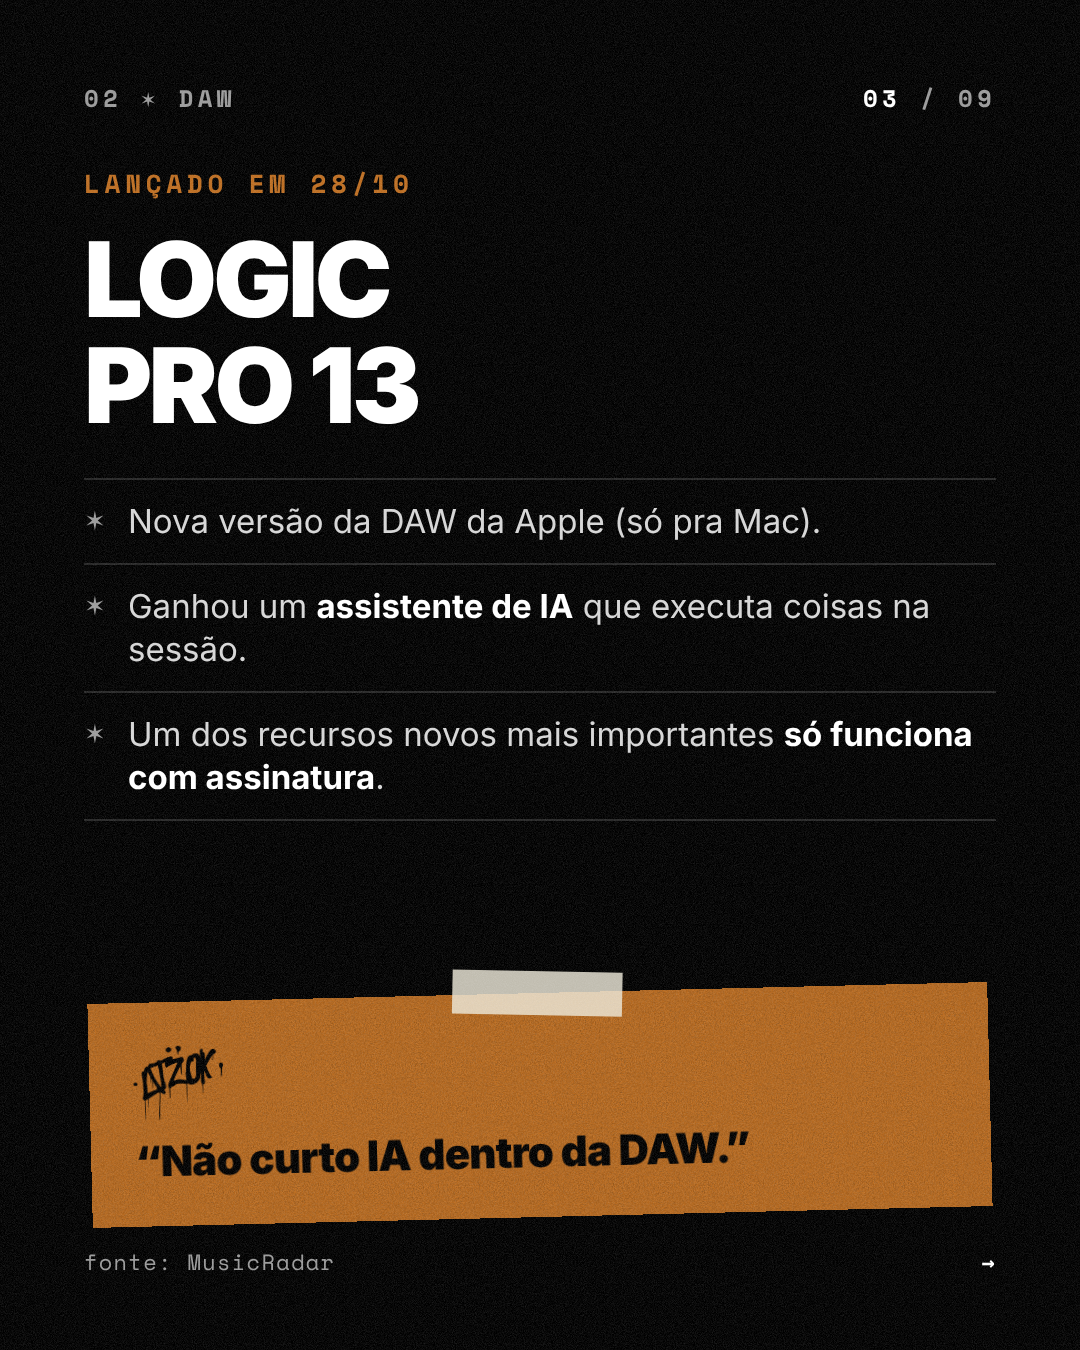 02 ✶ DAW
03 / 09
LANÇADO EM 28/10
LOGIC
PRO 13
✶ Nova versão da DAW da Apple (só pra Mac).
✶ Ganhou um assistente de IA que executa coisas na
sessão.
✶ Um dos recursos novos mais importantes só funciona
com assinatura.
“Não curto IA dentro da DAW.”
fonte: MusicRadar
→